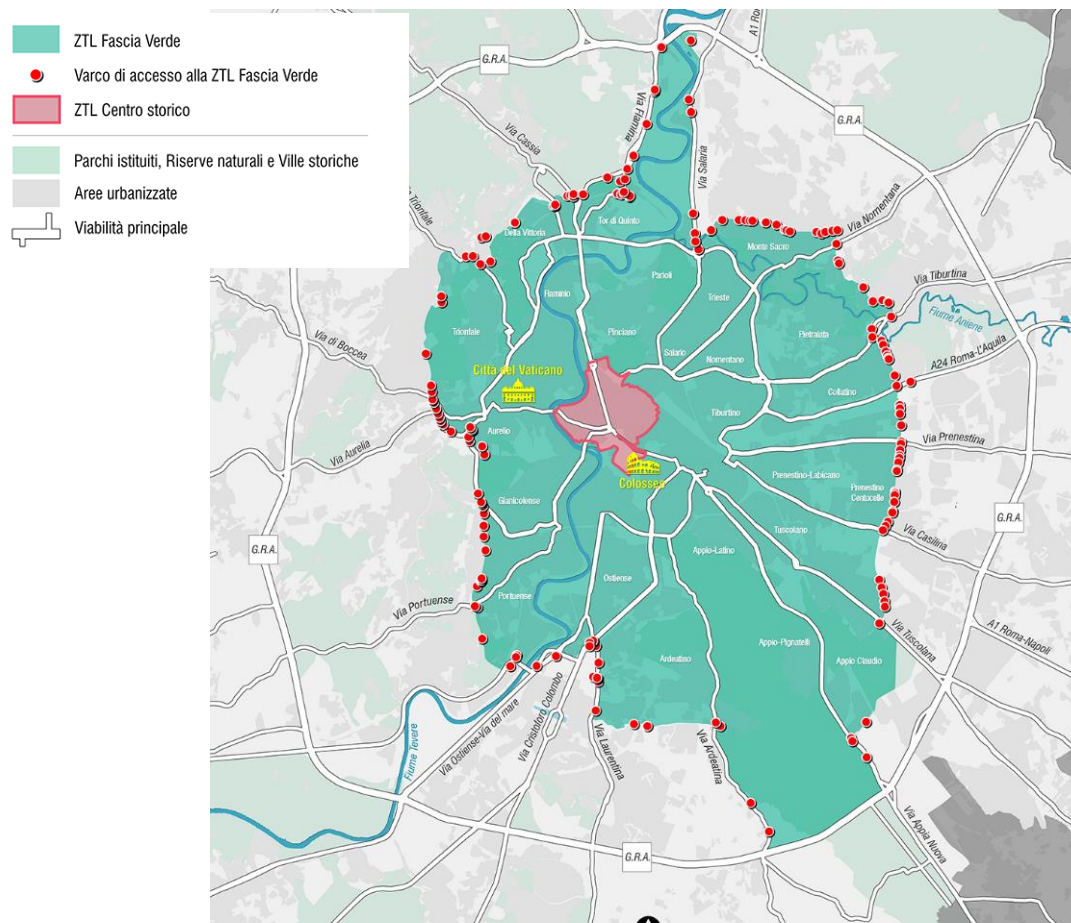 ZTL Fascia Verde
Varco di accesso alla ZTL Fascia Verde
ZTL Centro storico
Parchi istituiti, Riserve naturali e Ville storiche
Aree urbanizzate
Viabilità principale
G.R.A.
A1
Via Flaminia
G.R.A.
Via Cassia
Via Salaria
Via Trionfale
Via Nomentana
Tor di Quinto
Della Vittoria
Monte Sacro
Via Tiburtina
Parioli
Flaminio
Trieste
Fiume Aniene
Trionfale
Pinciano
Pietralata
Via di Boccea
Salario
Nomentano
A24 Roma-L'Aquila
Città del Vaticano
Collatino
Tiburtino
Aurelio
Via Aurelia
Via Prenestina
Colosseo
Prenestino-Labicano
Prenestino
Centocelle
Gianicolense
G.R.A.
Tuscolano
Via Casilina
G.R.A.
Appio-Latino
Ostiense
Via Portuense
Portuense
Via Tuscolana
A1 Roma-Napoli
Appio-Pignatelli
Ardeatino
Appio Claudio
Fiume Tevere
Via Ostiense-Via del mare
Via Cristoforo Colombo
Via Laurentina
Via Ardeatina
Via Appia Nuova
G.R.A.